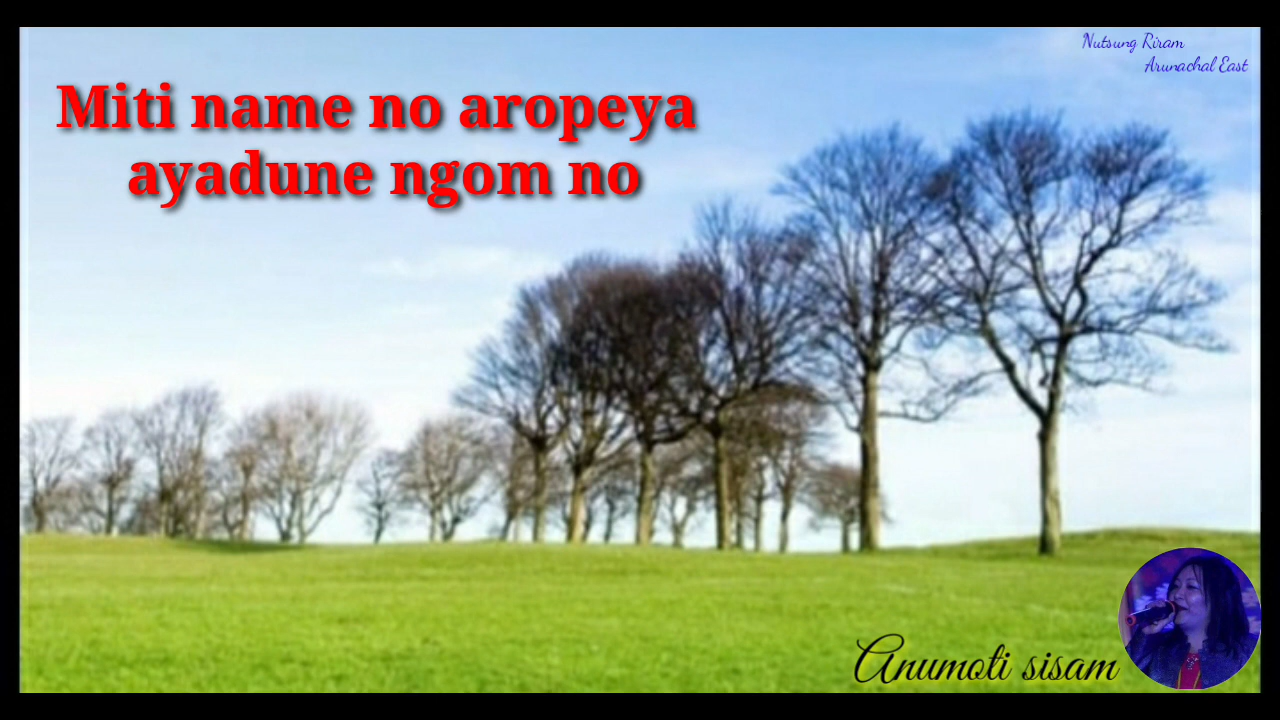 Nutsung Riram
Arunachal East
Miti name no aropeya
ayadune ngom no
Anumoti sisam